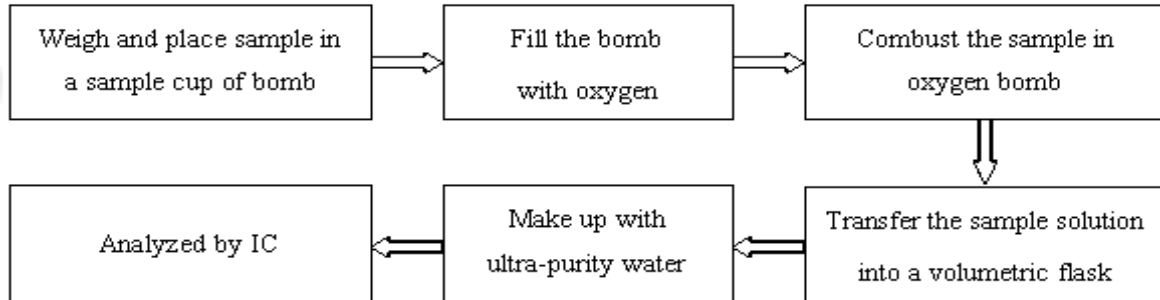 Weigh and place sample in
a sample cup of bomb
Fill the bomb
with oxygen
Combust the sample in
oxygen bomb
Transfer the sample solution
into a volumetric flask
Make up with
ultra-purity water
Analyzed by IC